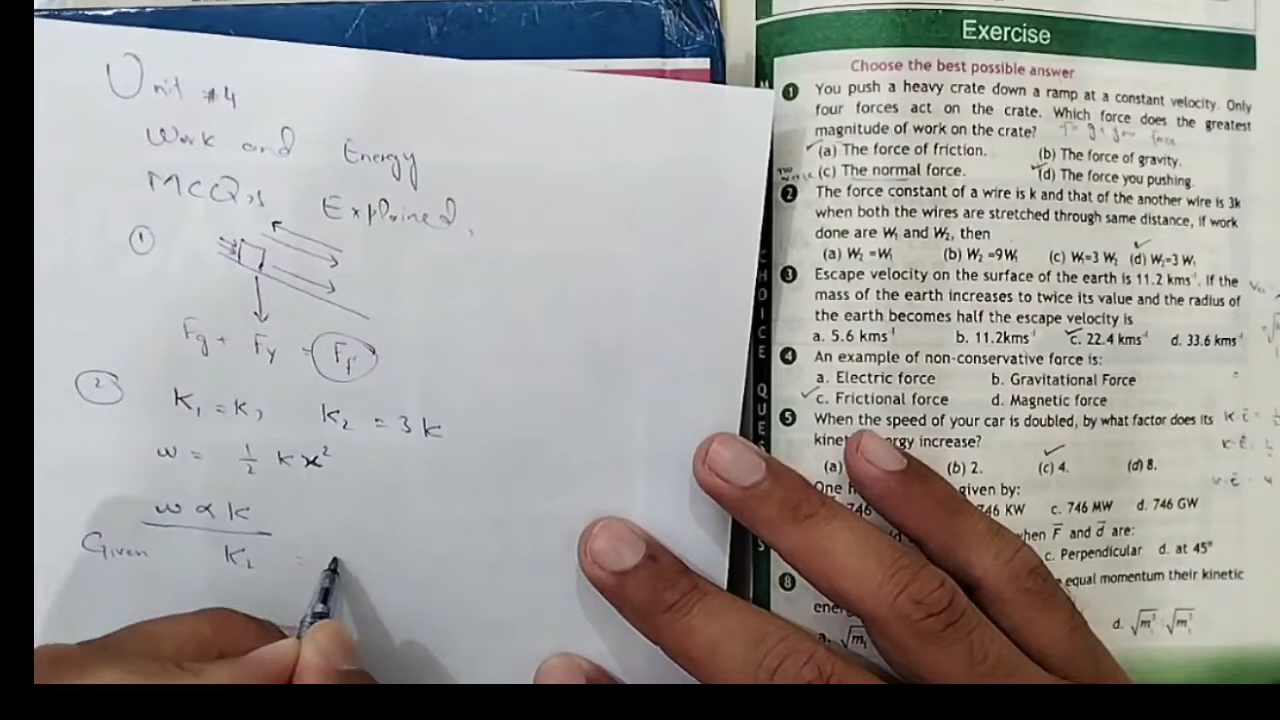 Unit #4
Work and Energy
MCQ,s Explained,
1
Fg + Fy = Ff
2
K₁ = k, K₂ = 3k
w = 1/2 k x²
w ∝ k
Given K₂ =
Exercise
Choose the best possible answer
1 You push a heavy crate down a ramp at a constant velocity. Only
four forces act on the crate. Which force does the greatest
magnitude of work on the crate?
(a) The force of friction. (b) The force of gravity.
(c) The normal force. (d) The force you pushing.
2 The force constant of a wire is k and that of the another wire is 3k
when both the wires are stretched through same distance, if work
done are W₁ and W₂, then
(a) W₂ =W₁ (b) W₂ =9W₁ (c) W₁=3 W₂ (d) W₂=3 W₁
3 Escape velocity on the surface of the earth is 11.2 kms⁻¹. If the
mass of the earth increases to twice its value and the radius of
the earth becomes half the escape velocity is
a. 5.6 kms⁻¹ b. 11.2kms⁻¹ c. 22.4 kms⁻¹ d. 33.6 kms⁻¹
4 An example of non-conservative force is:
a. Electric force b. Gravitational Force
c. Frictional force d. Magnetic force
5 When the speed of your car is doubled, by what factor does its
energy increase?
(a) (b) 2. (c) 4. (d) 8.
One given by:
746 KW c. 746 MW d. 746 GW
when F and d are:
c. Perpendicular d. at 45°
8 equal momentum their kinetic
CHOICE QUE